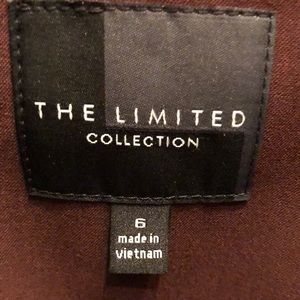 THE LIMITED
COLLECTION
6
made in
vietnam